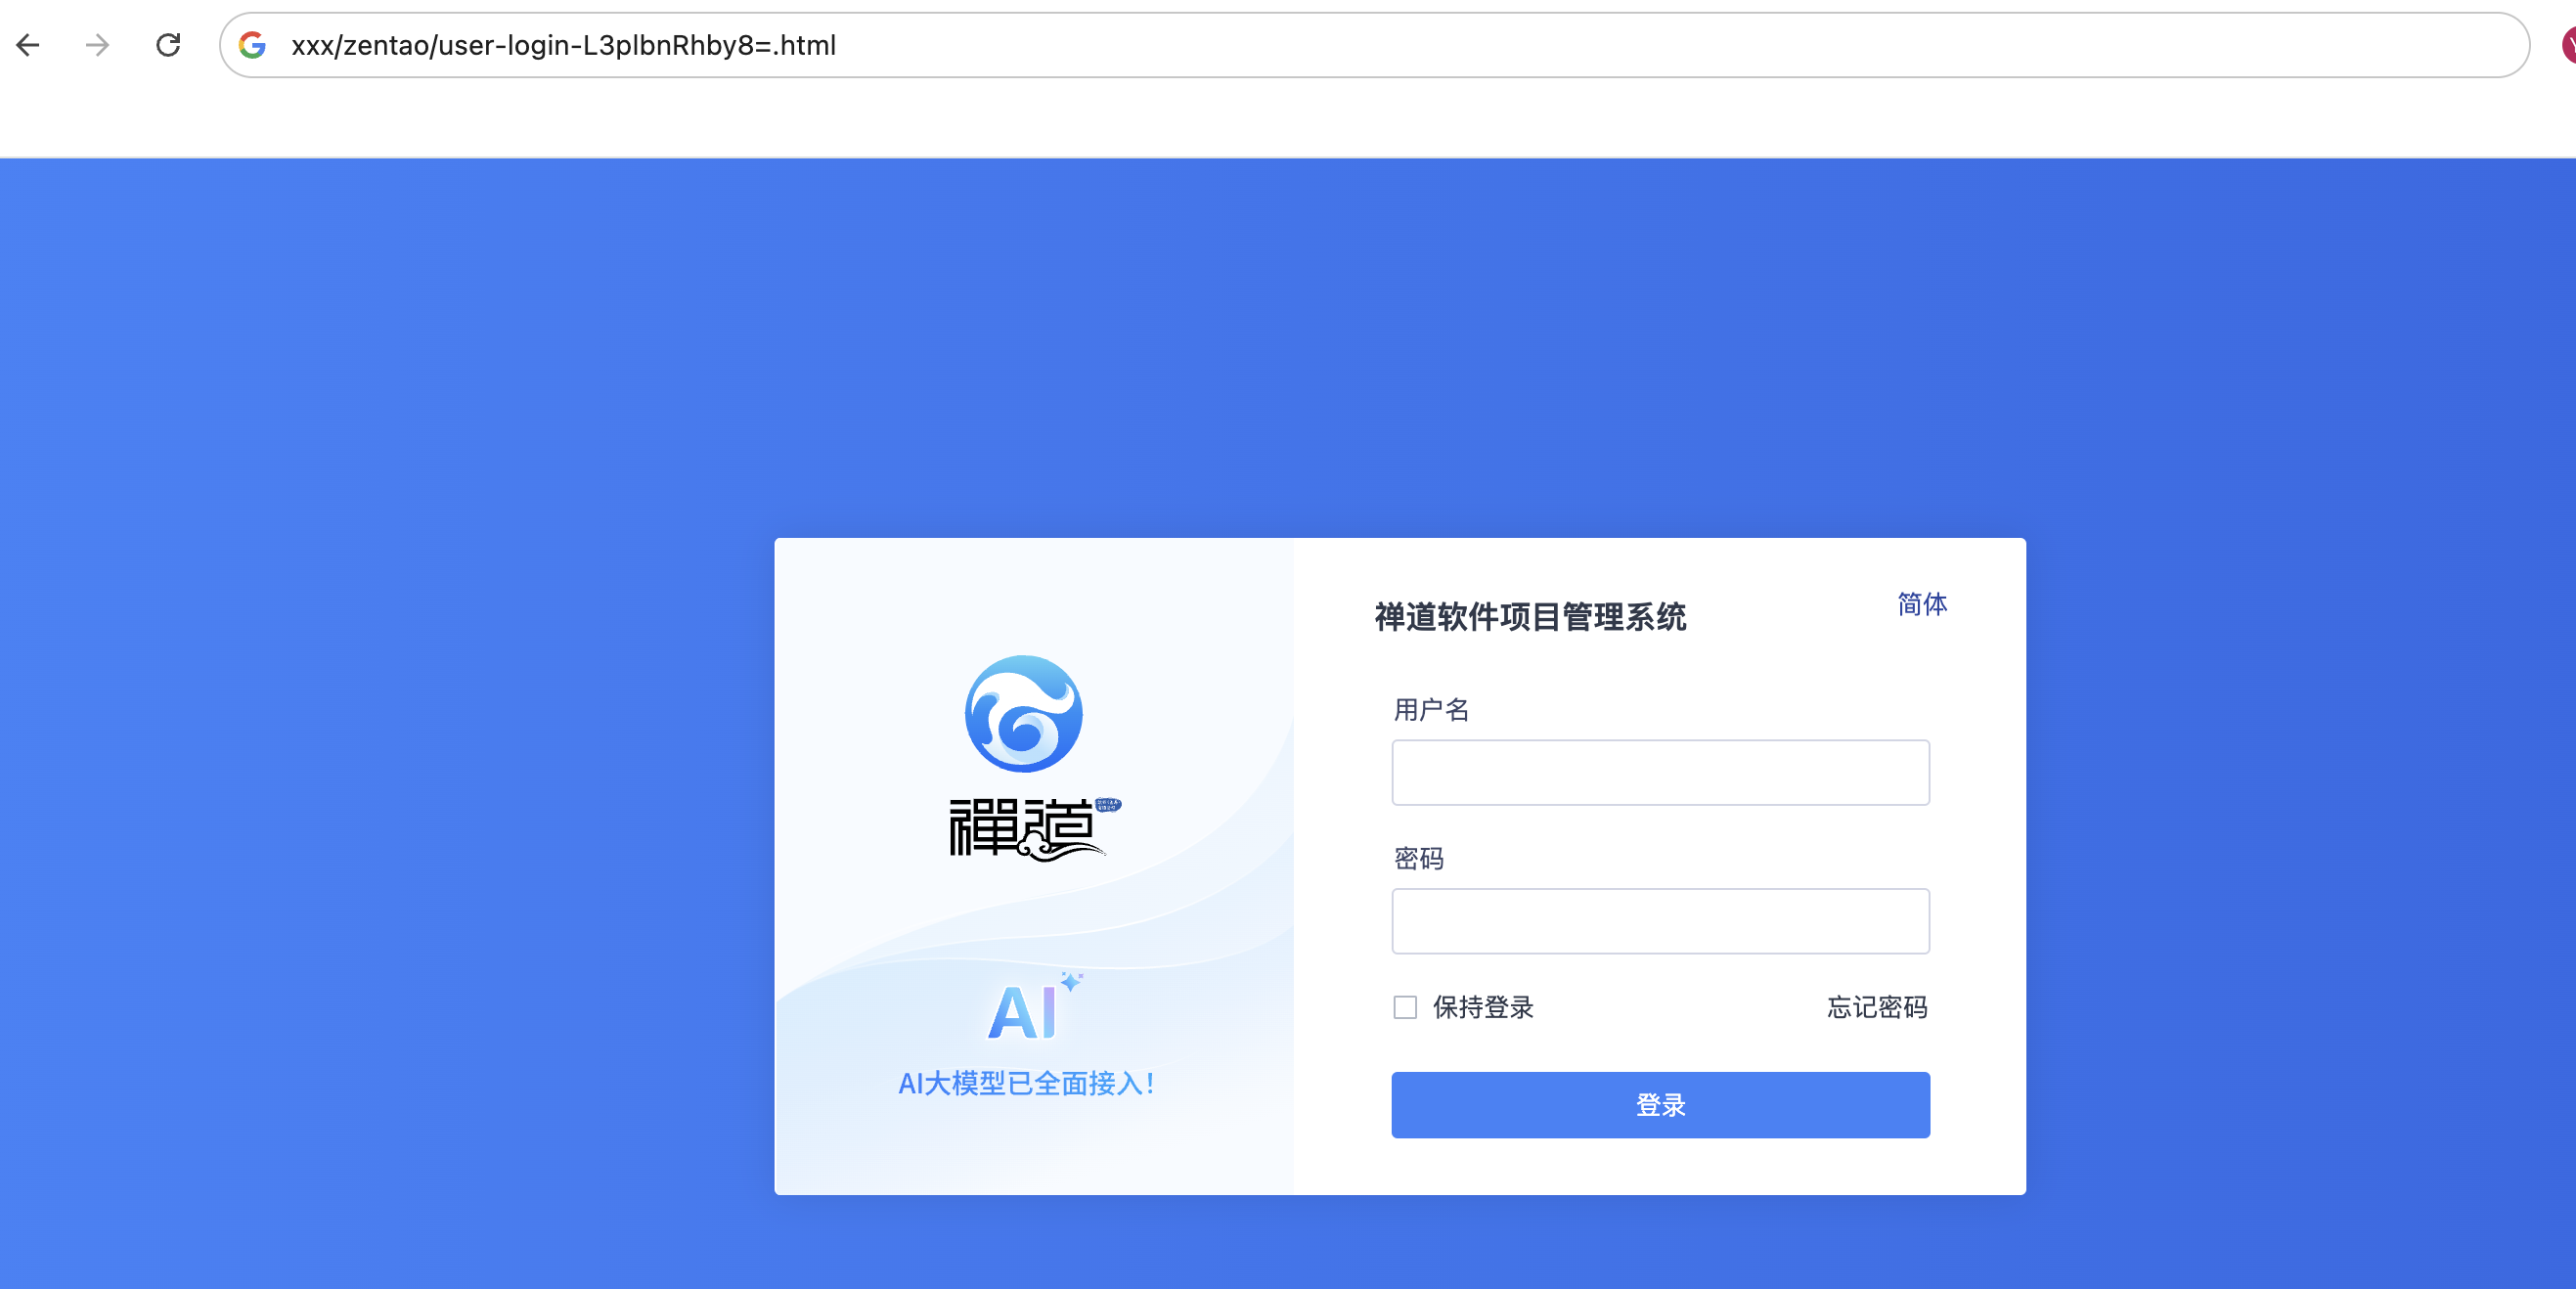 xxx/zentao/user-login-L3plbnRhby8=.html
禅道软件项目管理系统
简体
用户名
禪道
密码
AI
保持登录
忘记密码
AI大模型已全面接入！
登录